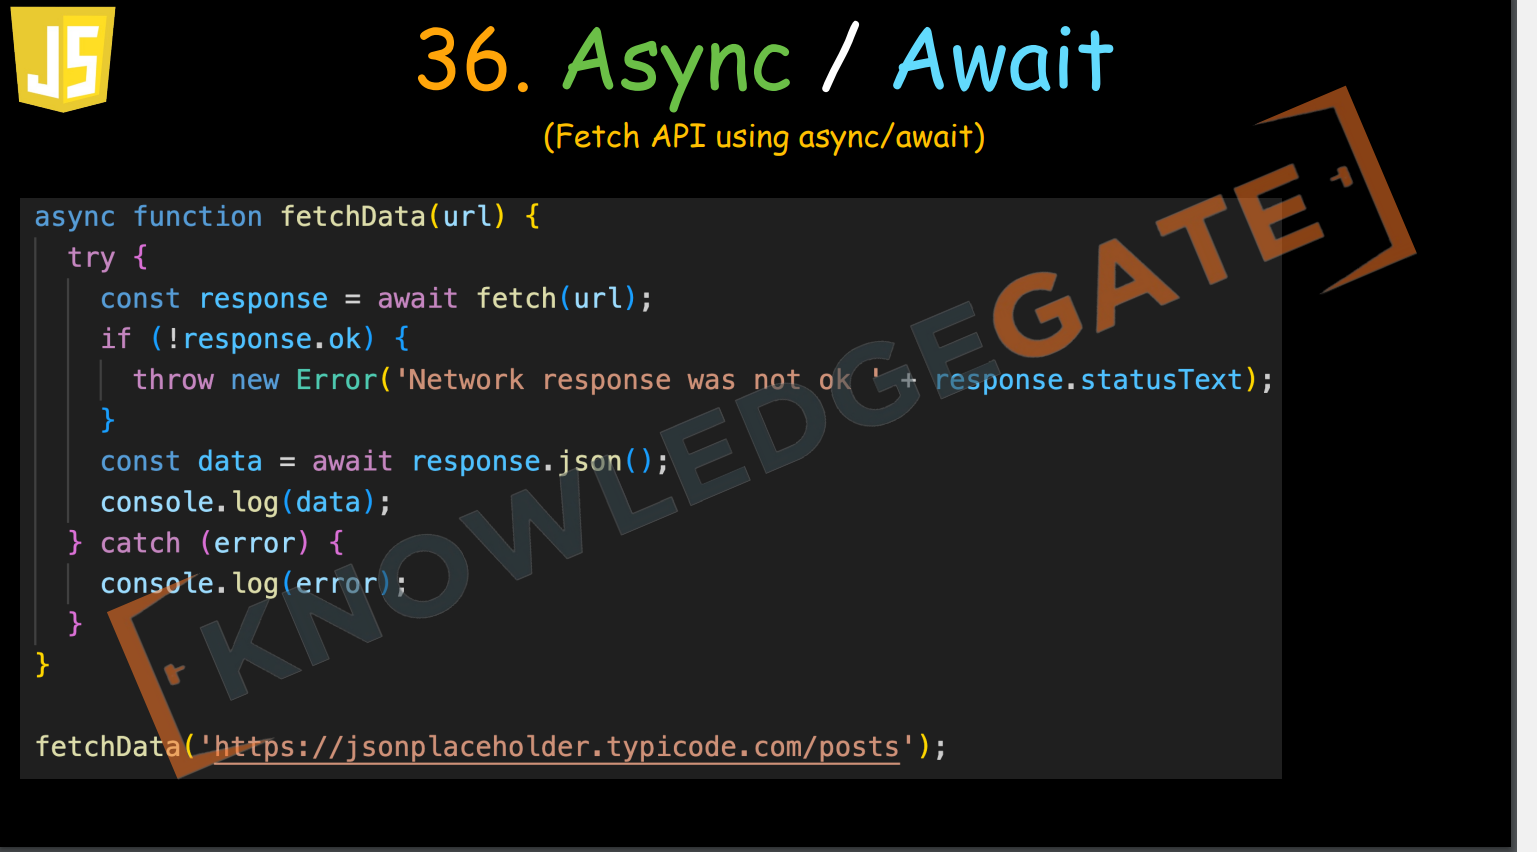 JS
36. Async / Await
(Fetch API using async/await)
async function fetchData(url) {
  try {
    const response = await fetch(url);
    if (!response.ok) {
      throw new Error('Network response was not ok ' + response.statusText);
    }
    const data = await response.json();
    console.log(data);
  } catch (error) {
    console.log(error);
  }
}
fetchData('https://jsonplaceholder.typicode.com/posts');
KNOWLEDGEGATE